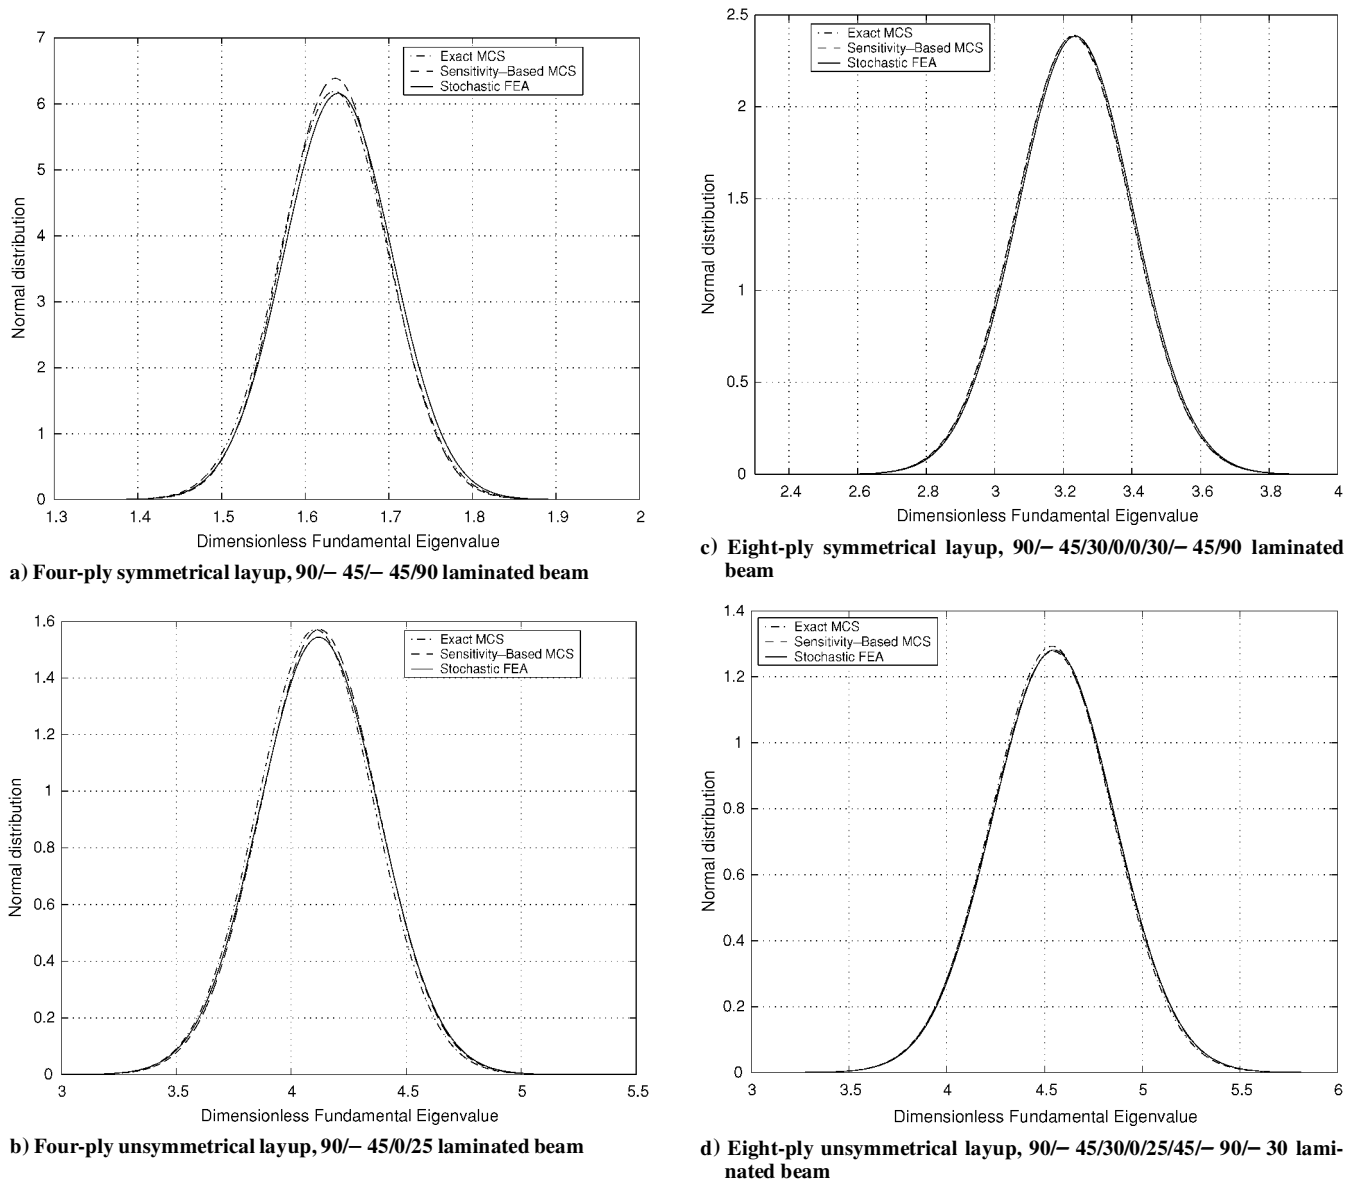 7
6
5
4
3
2
1
0
Normal distribution
Exact MCS
Sensitivity–Based MCS
Stochastic FEA
1.3 1.4 1.5 1.6 1.7 1.8 1.9 2
Dimensionless Fundamental Eigenvalue
a) Four-ply symmetrical layup, 90/− 45/− 45/90 laminated beam
1.6
1.4
1.2
1
0.8
0.6
0.4
0.2
0
Normal distribution
Exact MCS
Sensitivity–Based MCS
Stochastic FEA
3 3.5 4 4.5 5 5.5
Dimensionless Fundamental Eigenvalue
b) Four-ply unsymmetrical layup, 90/− 45/0/25 laminated beam
2.5
2
1.5
1
0.5
0
Normal distribution
Exact MCS
Sensitivity–Based MCS
Stochastic FEA
2.4 2.6 2.8 3 3.2 3.4 3.6 3.8 4
Dimensionless Fundamental Eigenvalue
c) Eight-ply symmetrical layup, 90/− 45/30/0/0/30/− 45/90 laminated
beam
1.4
1.2
1
0.8
0.6
0.4
0.2
0
Normal distribution
Exact MCS
Sensitivity–Based MCS
Stochastic FEA
3 3.5 4 4.5 5 5.5 6
Dimensionless Fundamental Eigenvalue
d) Eight-ply unsymmetrical layup, 90/− 45/30/0/25/45/− 90/− 30 lami-
nated beam